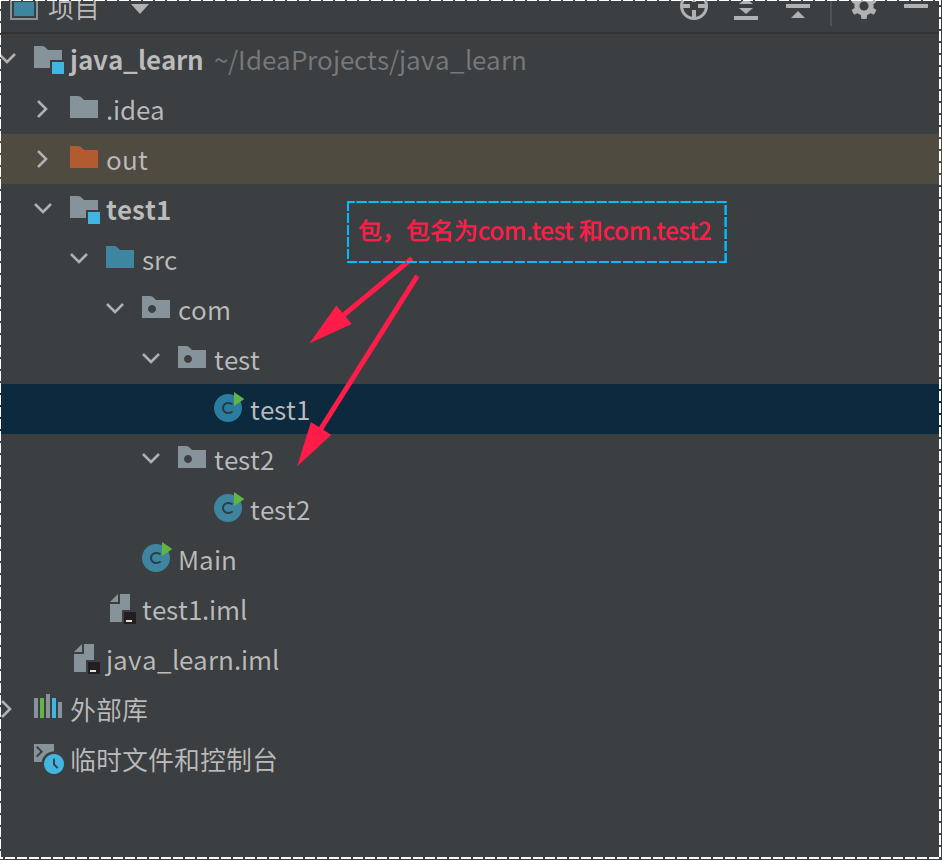 项目
java_learn ~/IdeaProjects/java_learn
.idea
out
test1
包，包名为com.test 和com.test2
src
com
test
test1
test2
test2
Main
test1.iml
java_learn.iml
外部库
临时文件和控制台